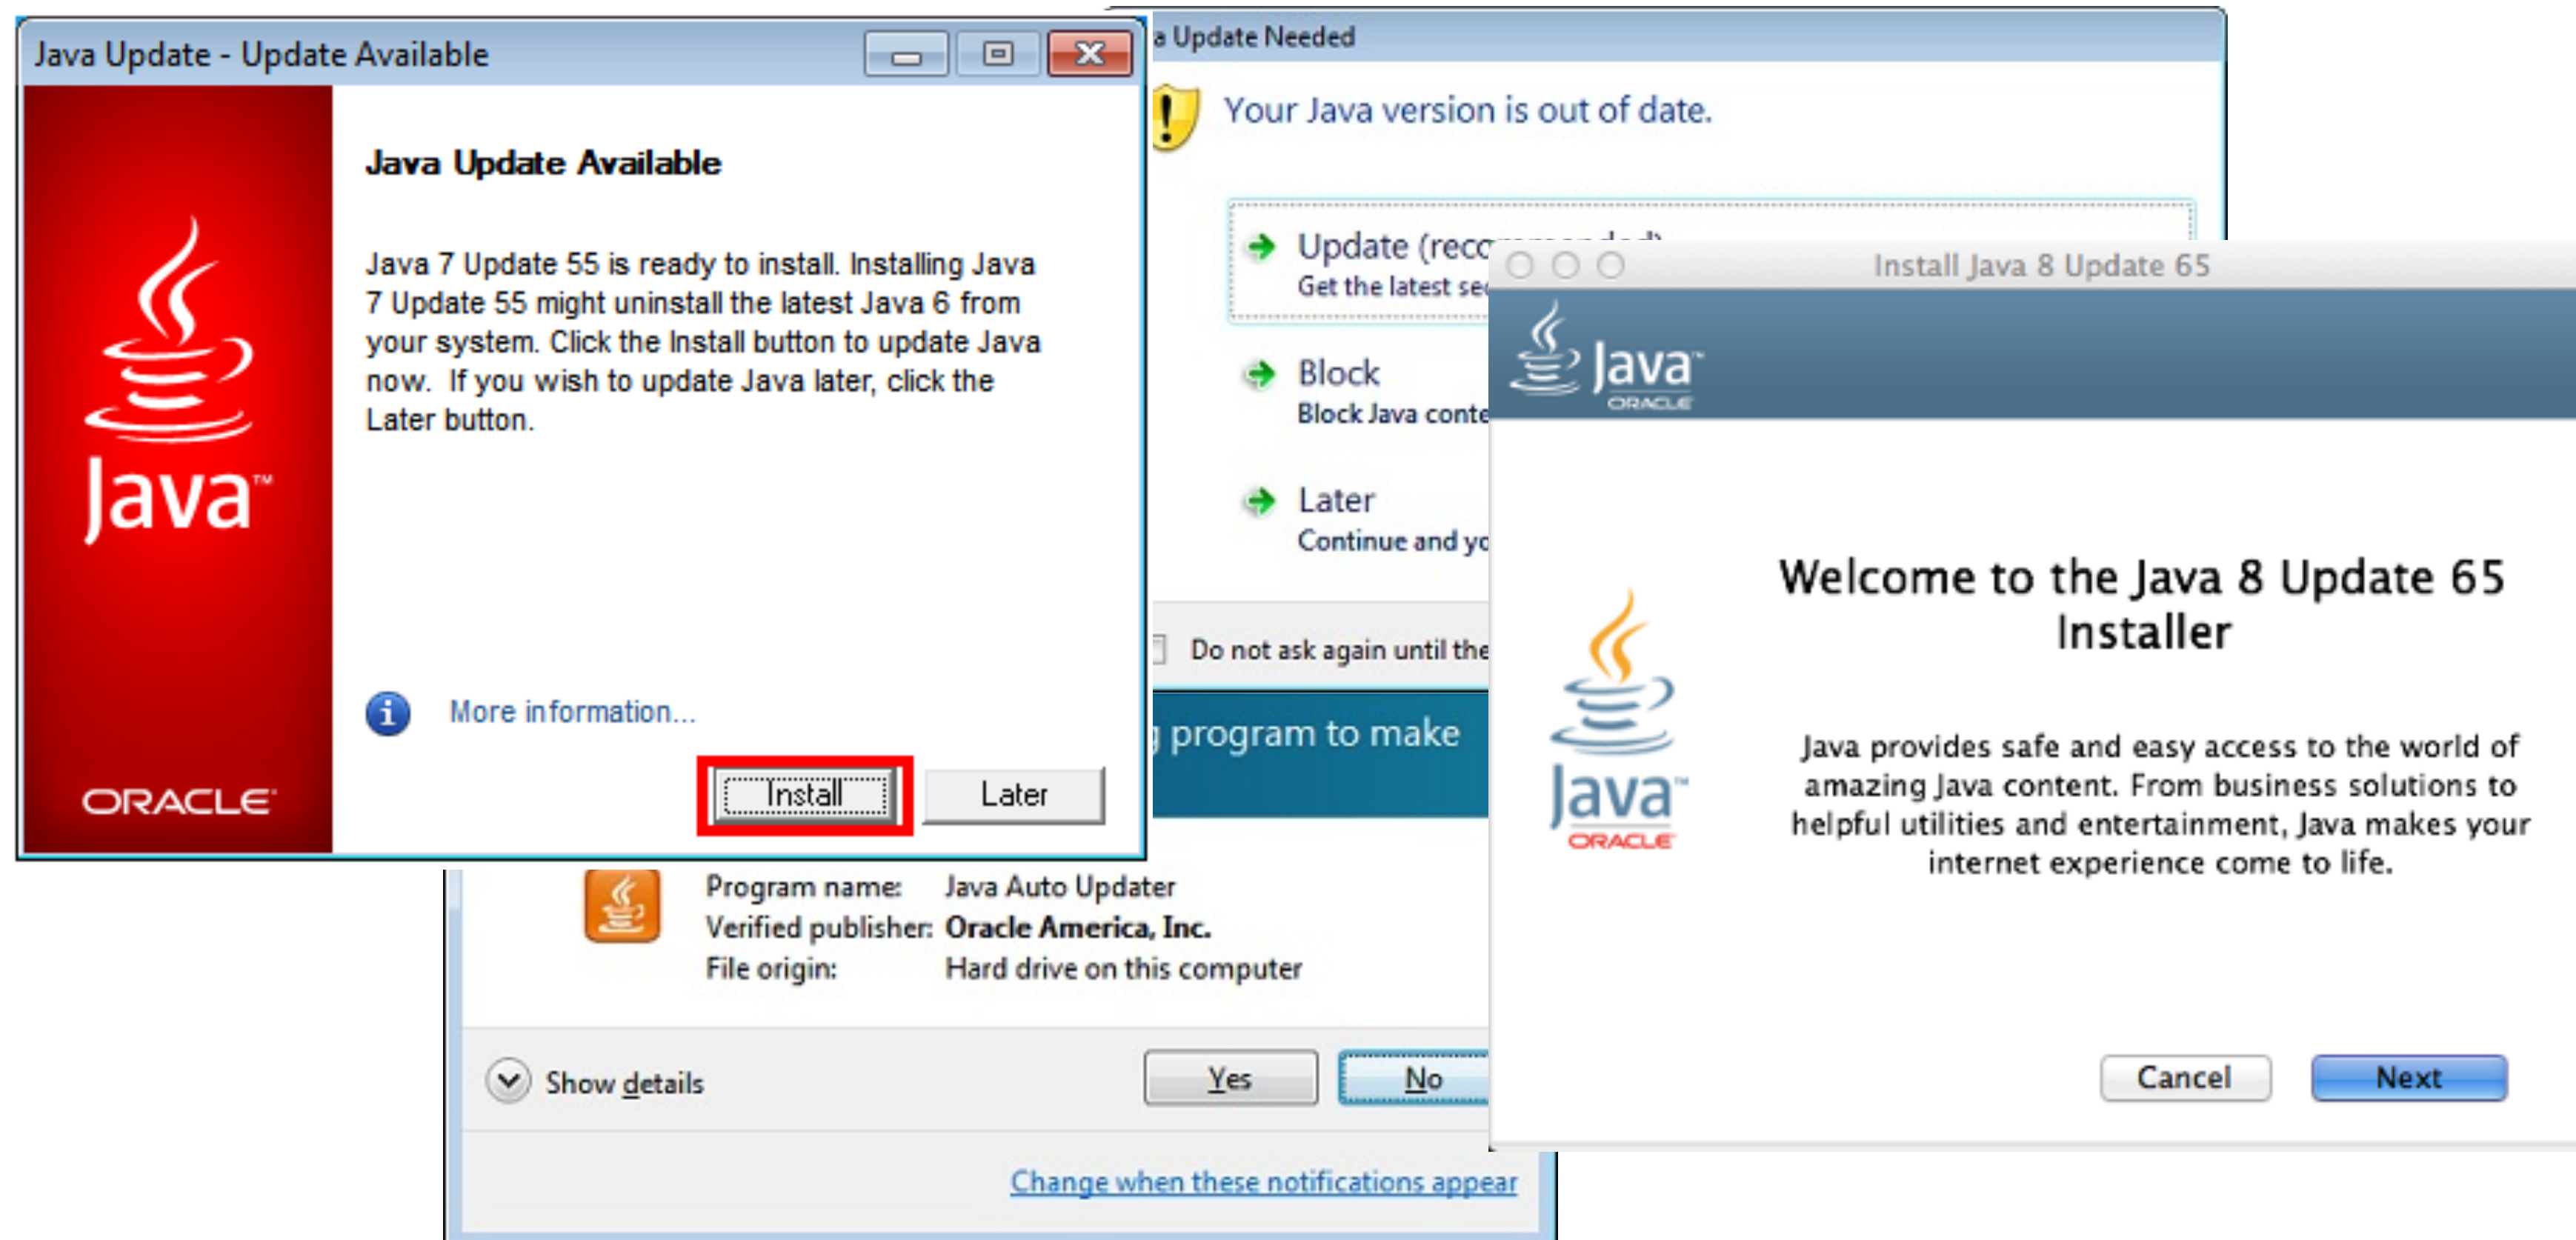 Java Update - Update Available
Java Update Available
Java 7 Update 55 is ready to install. Installing Java
7 Update 55 might uninstall the latest Java 6 from
your system. Click the Install button to update Java
now.  If you wish to update Java later, click the
Later button.
Java™
ORACLE
More information...
Install
Later
a Update Needed
Your Java version is out of date.
Update (recommended)
Get the latest
Block
Block Java
Later
Continue and
Do not ask again until the
program to make
Program name: Java Auto Updater
Verified publisher: Oracle America, Inc.
File origin: Hard drive on this computer
Show details
Yes
No
Change when these notifications appear
Install Java 8 Update 65
Java™
ORACLE
Welcome to the Java 8 Update 65
Installer
Java™
ORACLE
Java provides safe and easy access to the world of
amazing Java content. From business solutions to
helpful utilities and entertainment, Java makes your
internet experience come to life.
Cancel
Next